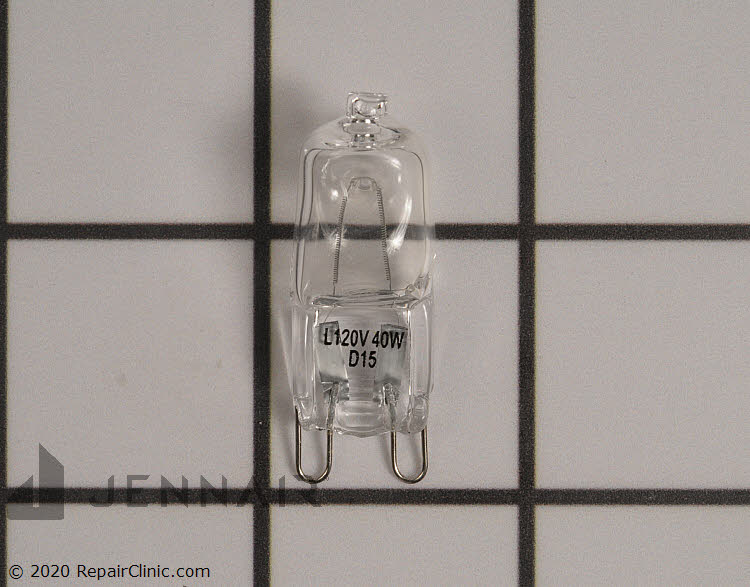 L120V 40W
D15
JENNAIR
© 2020 RepairClinic.com